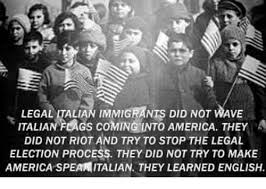 LEGAL ITALIAN IMMIGRANTS DID NOT WAVE
ITALIAN FLAGS COMING INTO AMERICA. THEY
DID NOT RIOT AND TRY TO STOP THE LEGAL
ELECTION PROCESS. THEY DID NOT TRY TO MAKE
AMERICA SPEAK ITALIAN. THEY LEARNED ENGLISH.